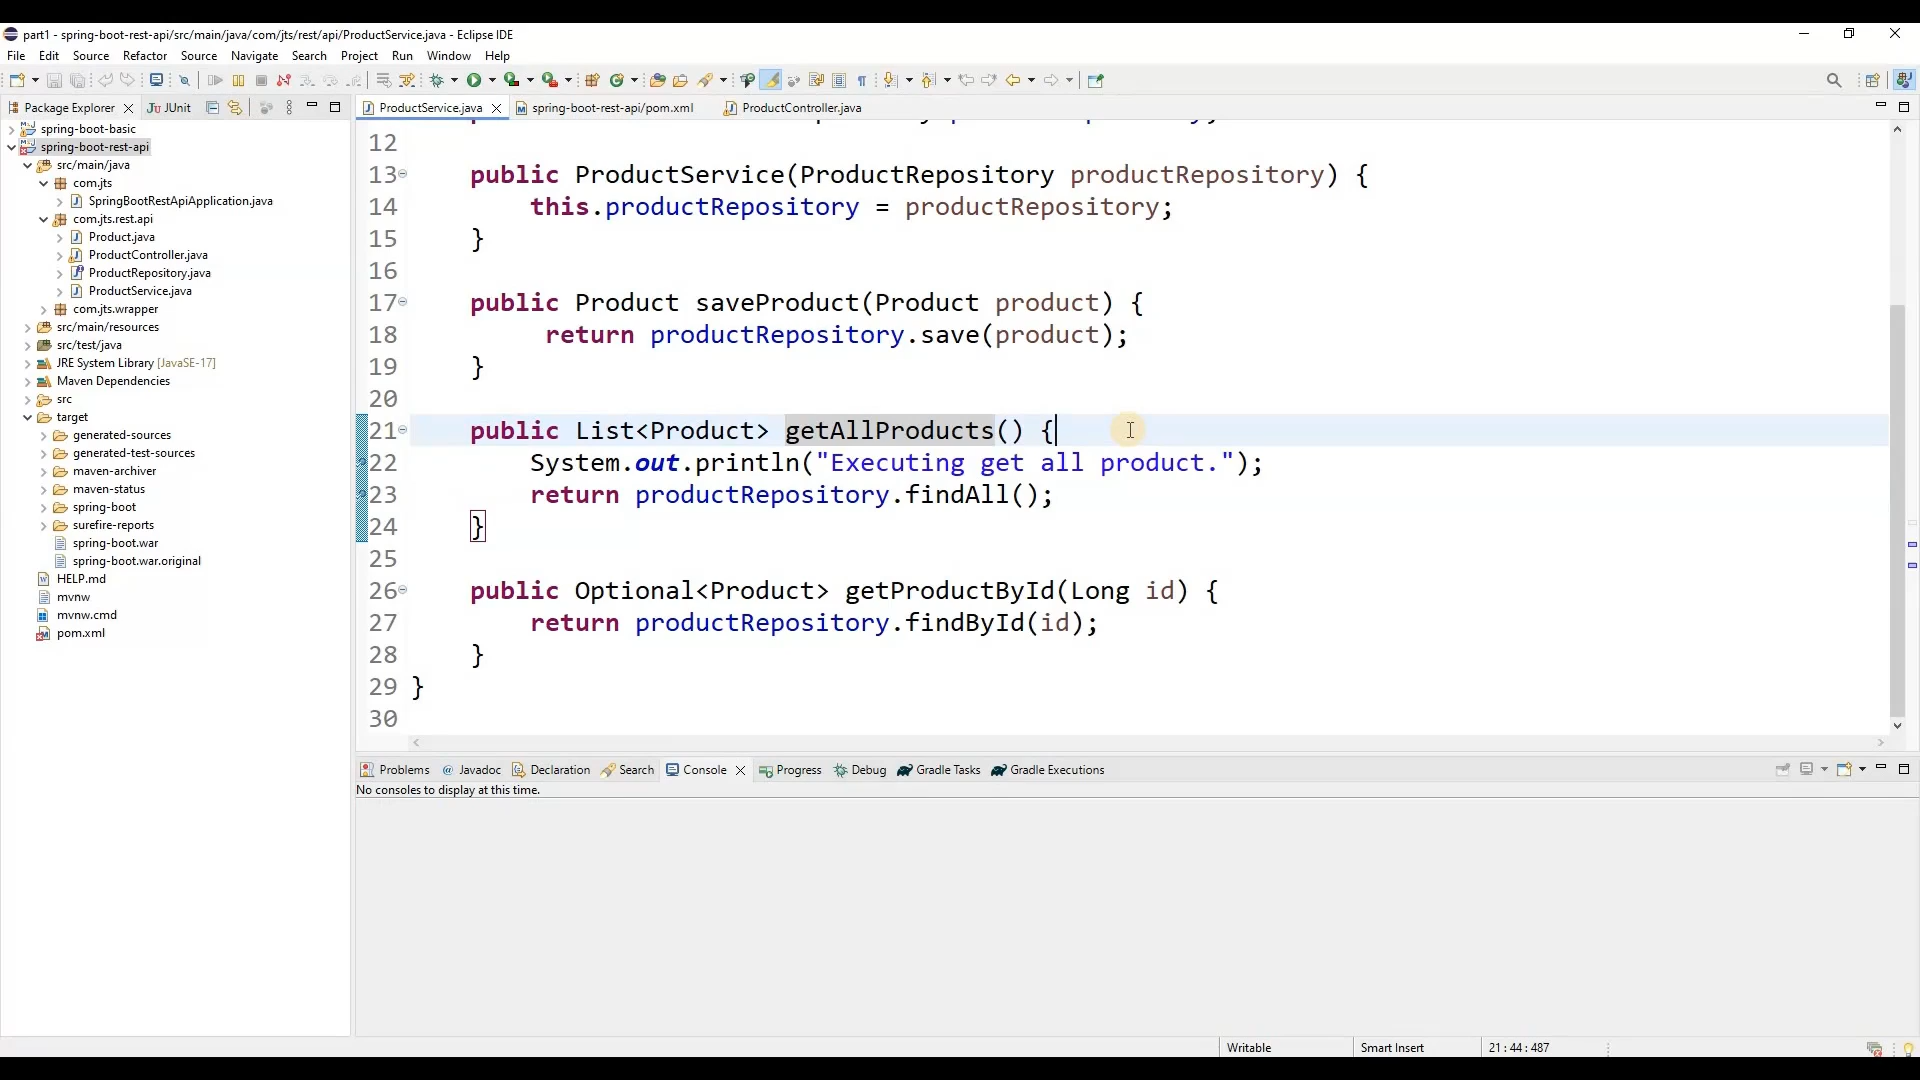 part1 - spring-boot-rest-api/src/main/java/com/jts/rest/api/ProductService.java - Eclipse IDE
File Edit Source Refactor Source Navigate Search Project Run Window Help
Package Explorer JUnit
ProductService.java spring-boot-rest-api/pom.xml ProductController.java
spring-boot-basic
spring-boot-rest-api
src/main/java
com.jts
SpringBootRestApiApplication.java
com.jts.rest.api
Product.java
ProductController.java
ProductRepository.java
ProductService.java
com.jts.wrapper
src/main/resources
src/test/java
JRE System Library [JavaSE-17]
Maven Dependencies
src
target
generated-sources
generated-test-sources
maven-archiver
maven-status
spring-boot
surefire-reports
spring-boot.war
spring-boot.war.original
HELP.md
mvnw
mvnw.cmd
pom.xml
12
13 public ProductService(ProductRepository productRepository) {
14 this.productRepository = productRepository;
15 }
16
17 public Product saveProduct(Product product) {
18 return productRepository.save(product);
19 }
20
21 public List<Product> getAllProducts() {
22 System.out.println("Executing get all product.");
23 return productRepository.findAll();
24 }
25
26 public Optional<Product> getProductById(Long id) {
27 return productRepository.findById(id);
28 }
29 }
30
Problems Javadoc Declaration Search Console Progress Debug Gradle Tasks Gradle Executions
No consoles to display at this time.
Writable Smart Insert 21 : 44 : 487